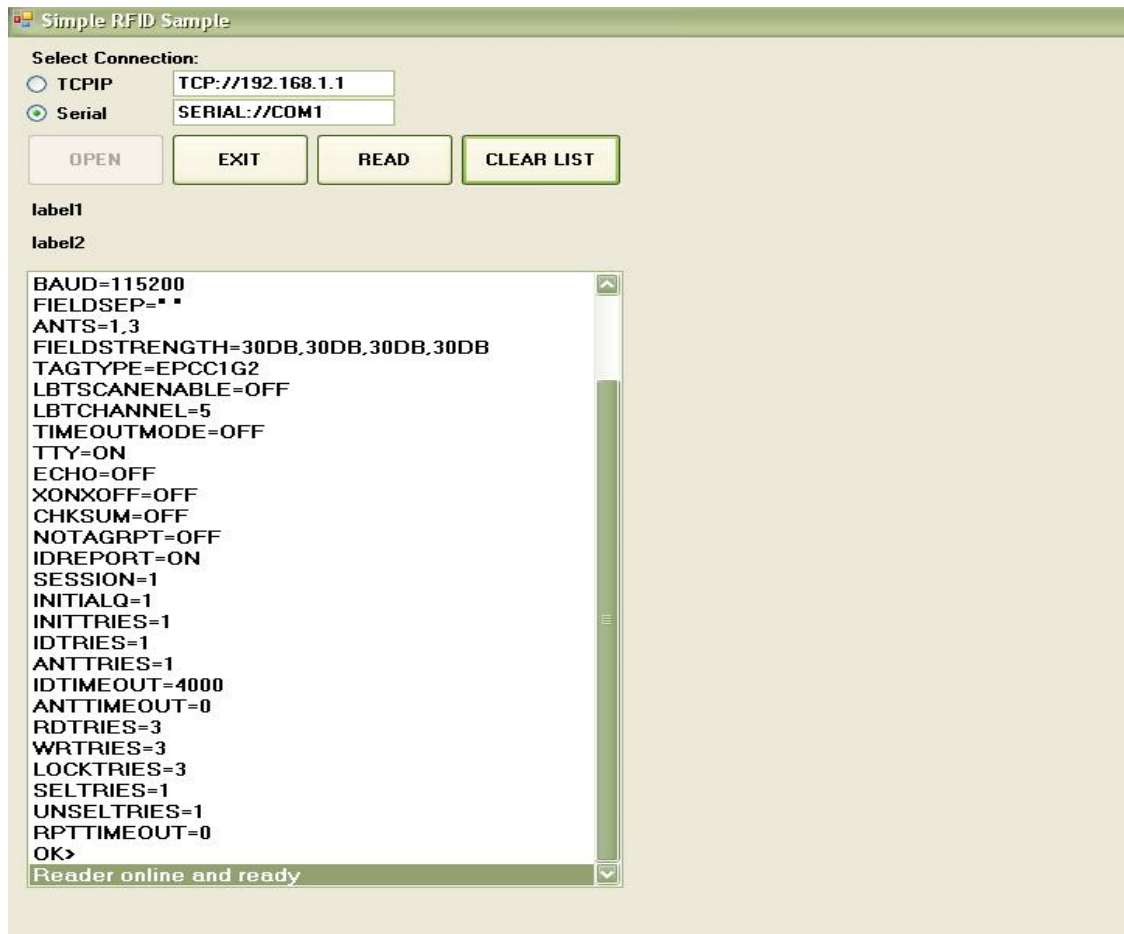 Simple RFID Sample
Select Connection:
TCPIP TCP://192.168.1.1
Serial SERIAL://COM1
OPEN EXIT READ CLEAR LIST
label1
label2
BAUD=115200
FIELDSEP=" "
ANTS=1,3
FIELDSTRENGTH=30DB,30DB,30DB,30DB
TAGTYPE=EPCC1G2
LBTSCANENABLE=OFF
LBTCHANNEL=5
TIMEOUTMODE=OFF
TTY=ON
ECHO=OFF
XONXOFF=OFF
CHKSUM=OFF
NOTAGRPT=OFF
IDREPORT=ON
SESSION=1
INITIALQ=1
INITTRIES=1
IDTRIES=1
ANTTRIES=1
IDTIMEOUT=4000
ANTTIMEOUT=0
RDTRIES=3
WRTRIES=3
LOCKTRIES=3
SELTRIES=1
UNSELTRIES=1
RPTTIMEOUT=0
OK>
Reader online and ready